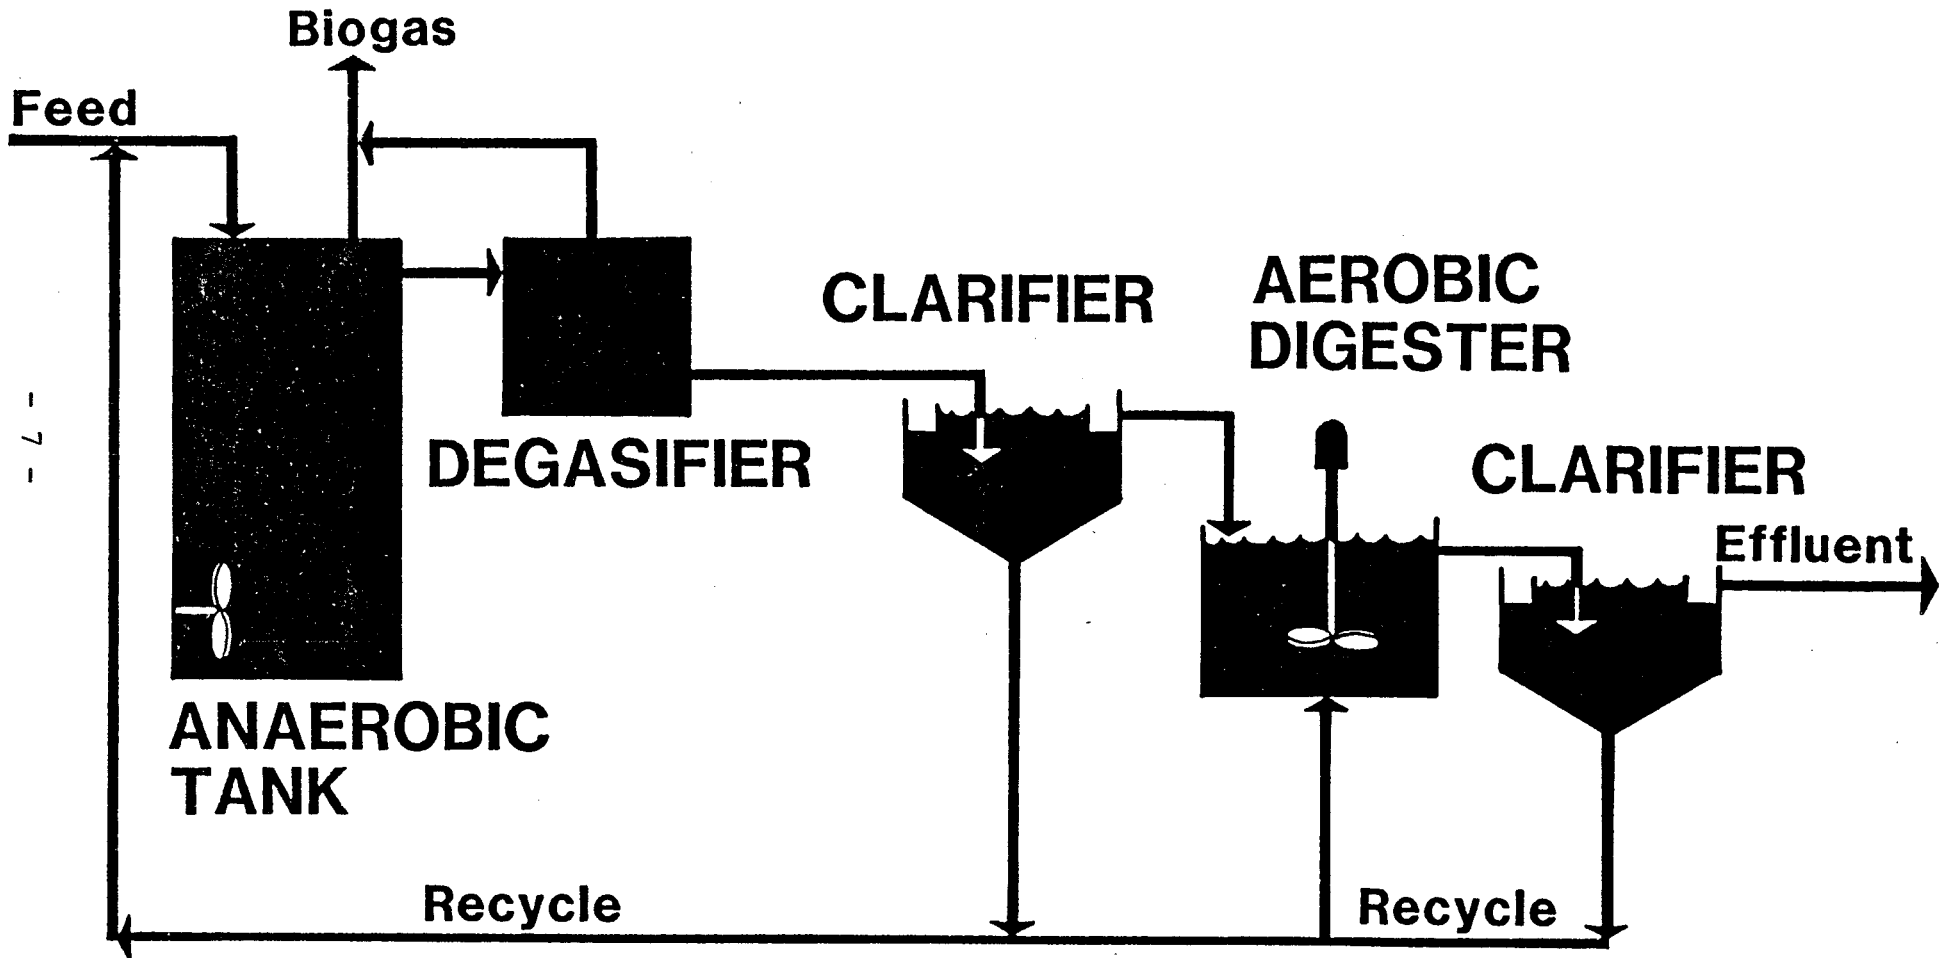 Biogas
Feed
CLARIFIER
AEROBIC
DIGESTER
DEGASIFIER
CLARIFIER
Effluent
- 7 -
ANAEROBIC
TANK
Recycle
Recycle